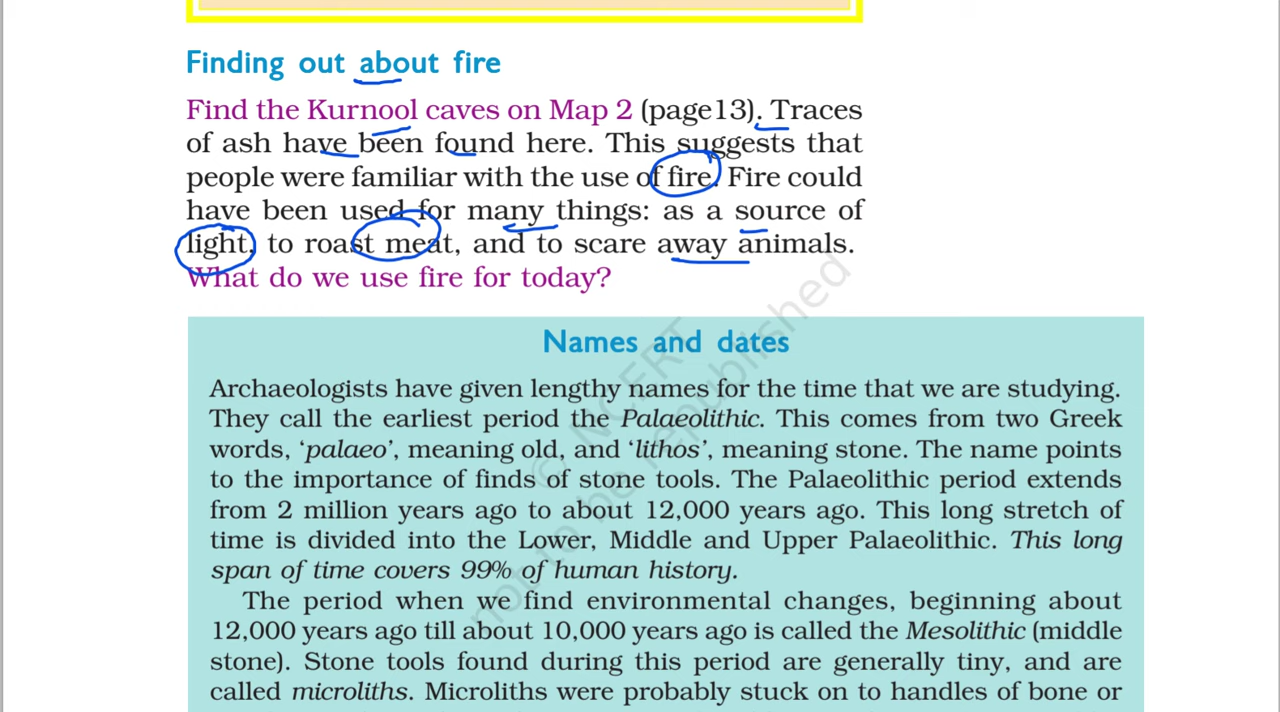 Finding out about fire
Find the Kurnool caves on Map 2 (page13). Traces
of ash have been found here. This suggests that
people were familiar with the use of fire. Fire could
have been used for many things: as a source of
light, to roast meat, and to scare away animals.
What do we use fire for today?
Names and dates
Archaeologists have given lengthy names for the time that we are studying.
They call the earliest period the Palaeolithic. This comes from two Greek
words, ‘palaeo’, meaning old, and ‘lithos’, meaning stone. The name points
to the importance of finds of stone tools. The Palaeolithic period extends
from 2 million years ago to about 12,000 years ago. This long stretch of
time is divided into the Lower, Middle and Upper Palaeolithic. This long
span of time covers 99% of human history.
The period when we find environmental changes, beginning about
12,000 years ago till about 10,000 years ago is called the Mesolithic (middle
stone). Stone tools found during this period are generally tiny, and are
called microliths. Microliths were probably stuck on to handles of bone or
© NCERT
not to be republished